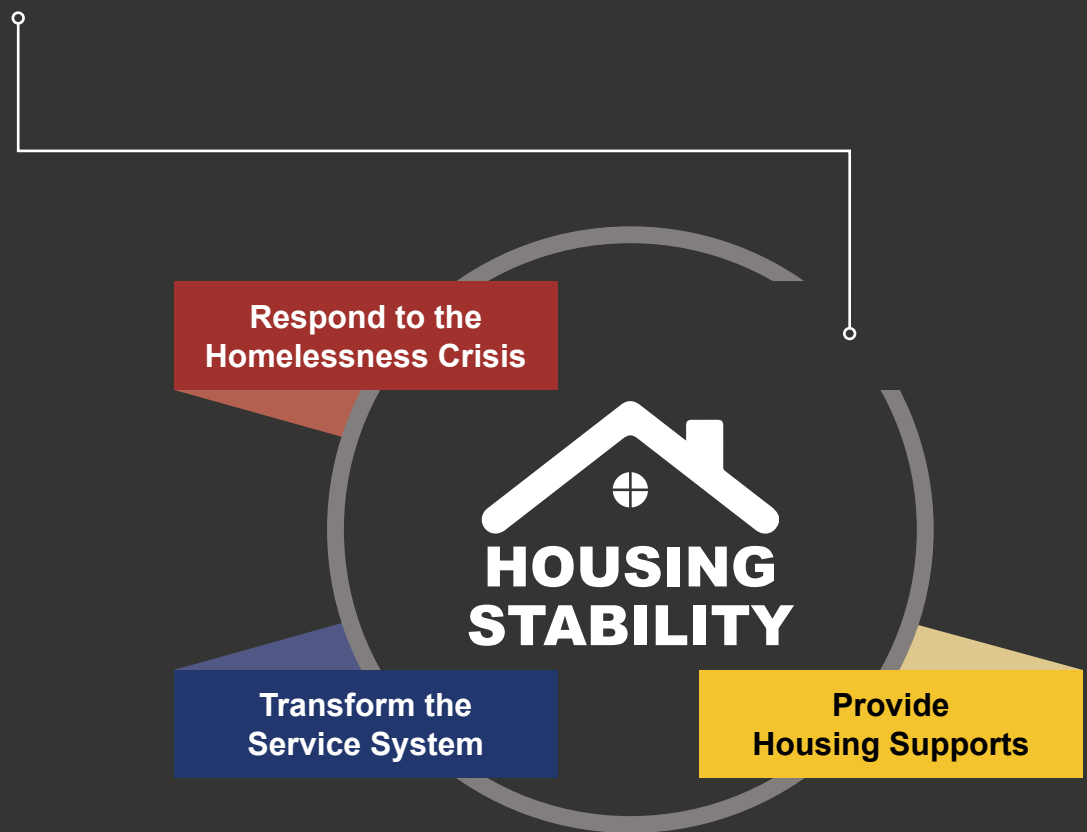 Respond to the
Homelessness Crisis
HOUSING
STABILITY
Transform the
Service System
Provide
Housing Supports